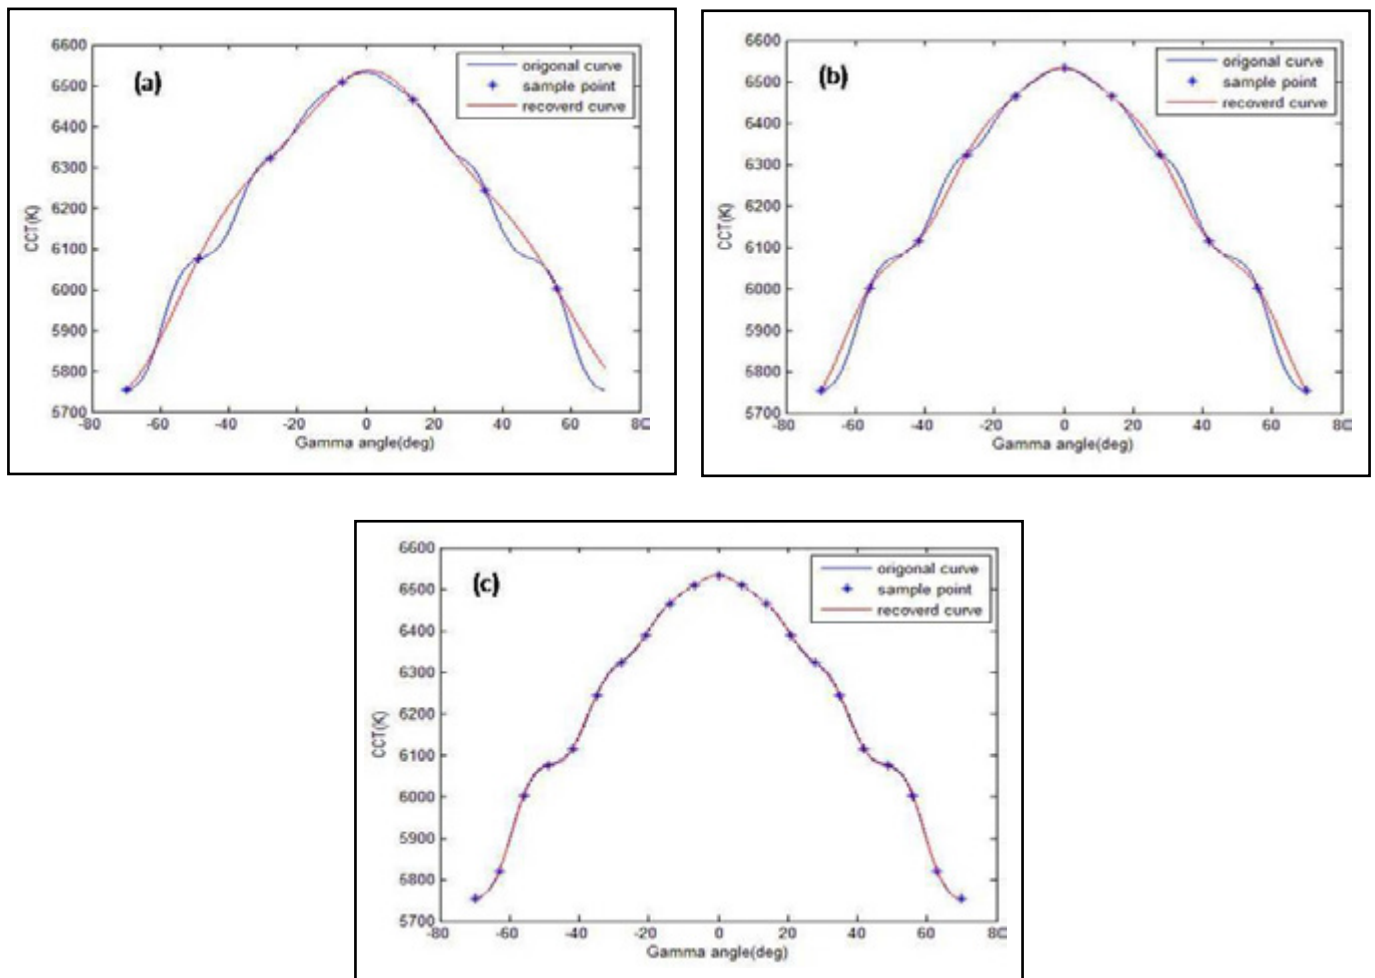 (a)
origonal curve
sample point
recoverd curve
6600
6500
6400
6300
6200
6100
6000
5900
5800
5700
CCT(K)
-80 -60 -40 -20 0 20 40 60 80
Gamma angle(deg)
(b)
origonal curve
sample point
recoverd curve
6600
6500
6400
6300
6200
6100
6000
5900
5800
5700
CCT(K)
-80 -60 -40 -20 0 20 40 60 80
Gamma angle(deg)
(c)
origonal curve
sample point
recoverd curve
6600
6500
6400
6300
6200
6100
6000
5900
5800
5700
CCT(K)
-80 -60 -40 -20 0 20 40 60 80
Gamma angle(deg)